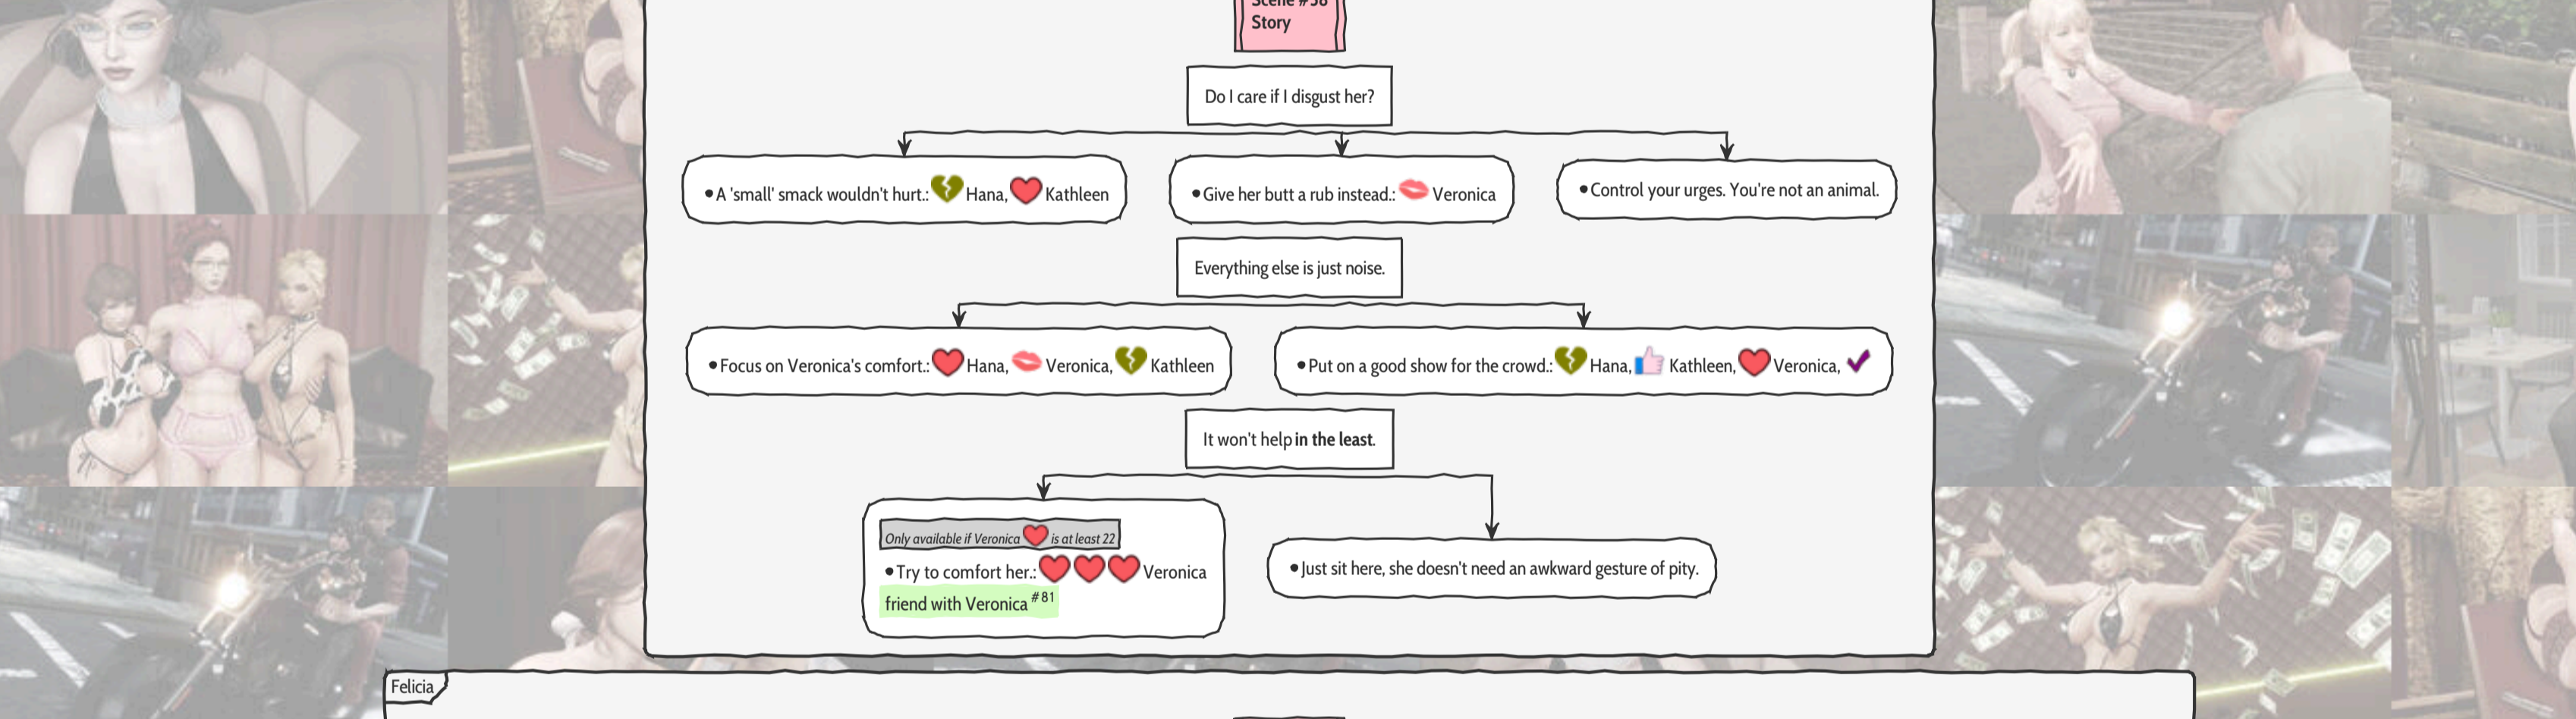 Scene #58
Story
Do I care if I disgust her?
•A 'small' smack wouldn't hurt.: Hana, Kathleen
•Give her butt a rub instead.: Veronica
•Control your urges. You're not an animal.
Everything else is just noise.
•Focus on Veronica's comfort.: Hana, Veronica, Kathleen
•Put on a good show for the crowd.: Hana, Kathleen, Veronica,
It won't help in the least.
Only available if Veronica is at least 22
•Try to comfort her.: Veronica
friend with Veronica #81
•Just sit here, she doesn't need an awkward gesture of pity.
Felicia